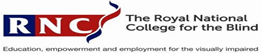 RNC
The Royal National
College for the Blind
Education, empowerment and employment for the visually impaired